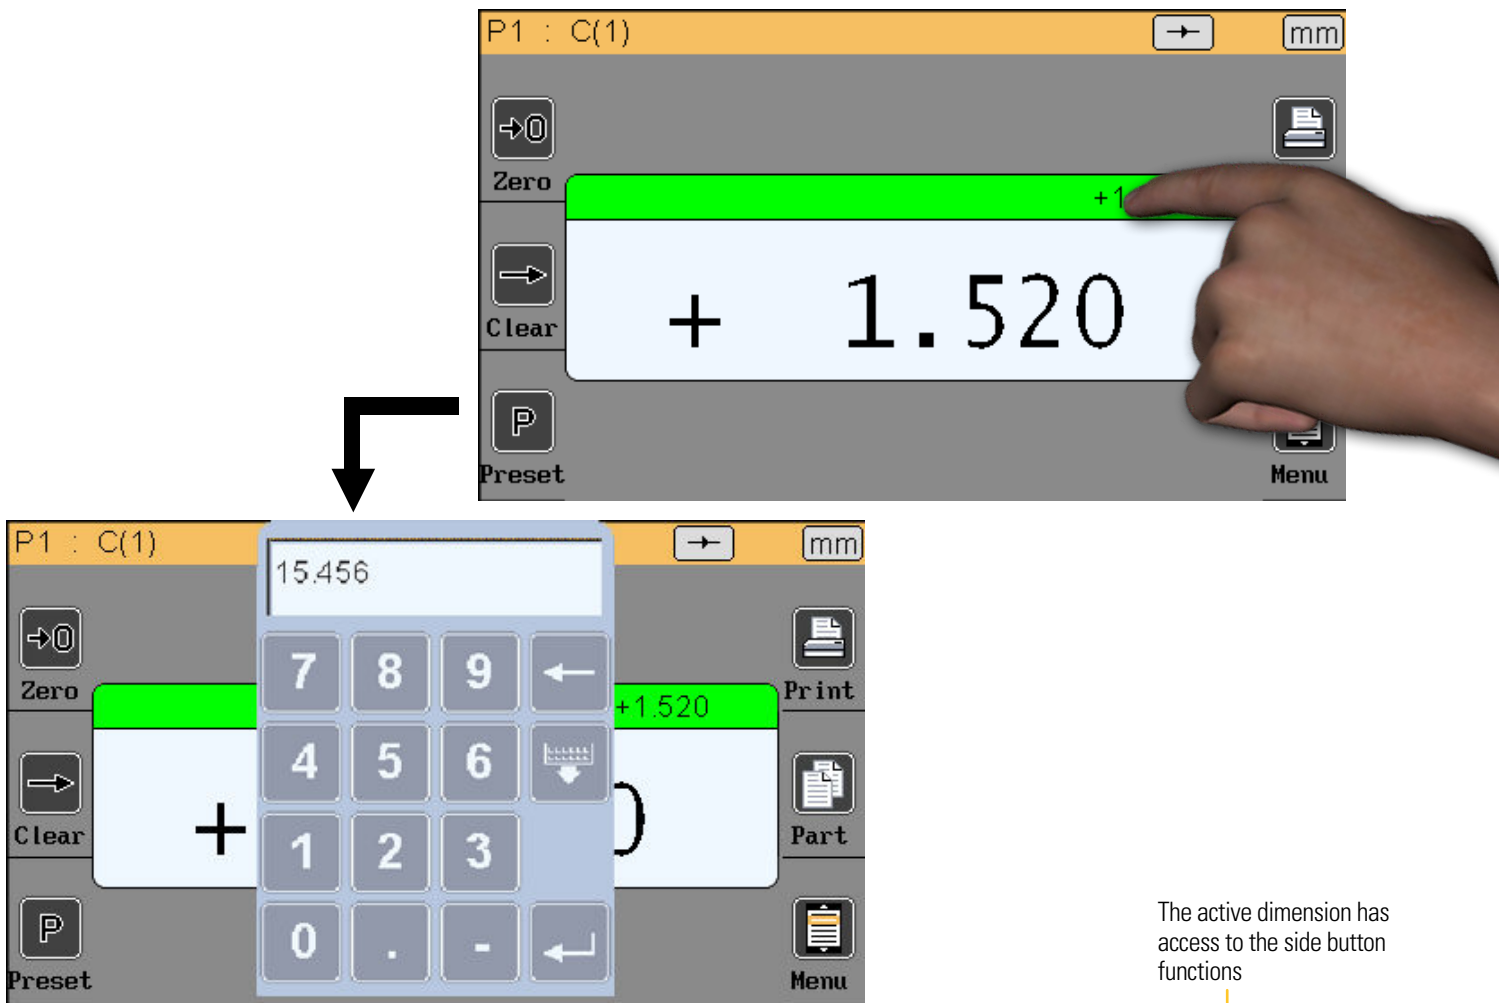 P1 : C(1) mm
Zero
+1
Clear
+ 1.520
P
Preset
Menu
P1 : C(1) mm
15.456
7 8 9
Zero
Print
+1.520
4 5 6
Clear
+
Part
1 2 3
P
0 . -
Preset
Menu
The active dimension has
access to the side button
functions